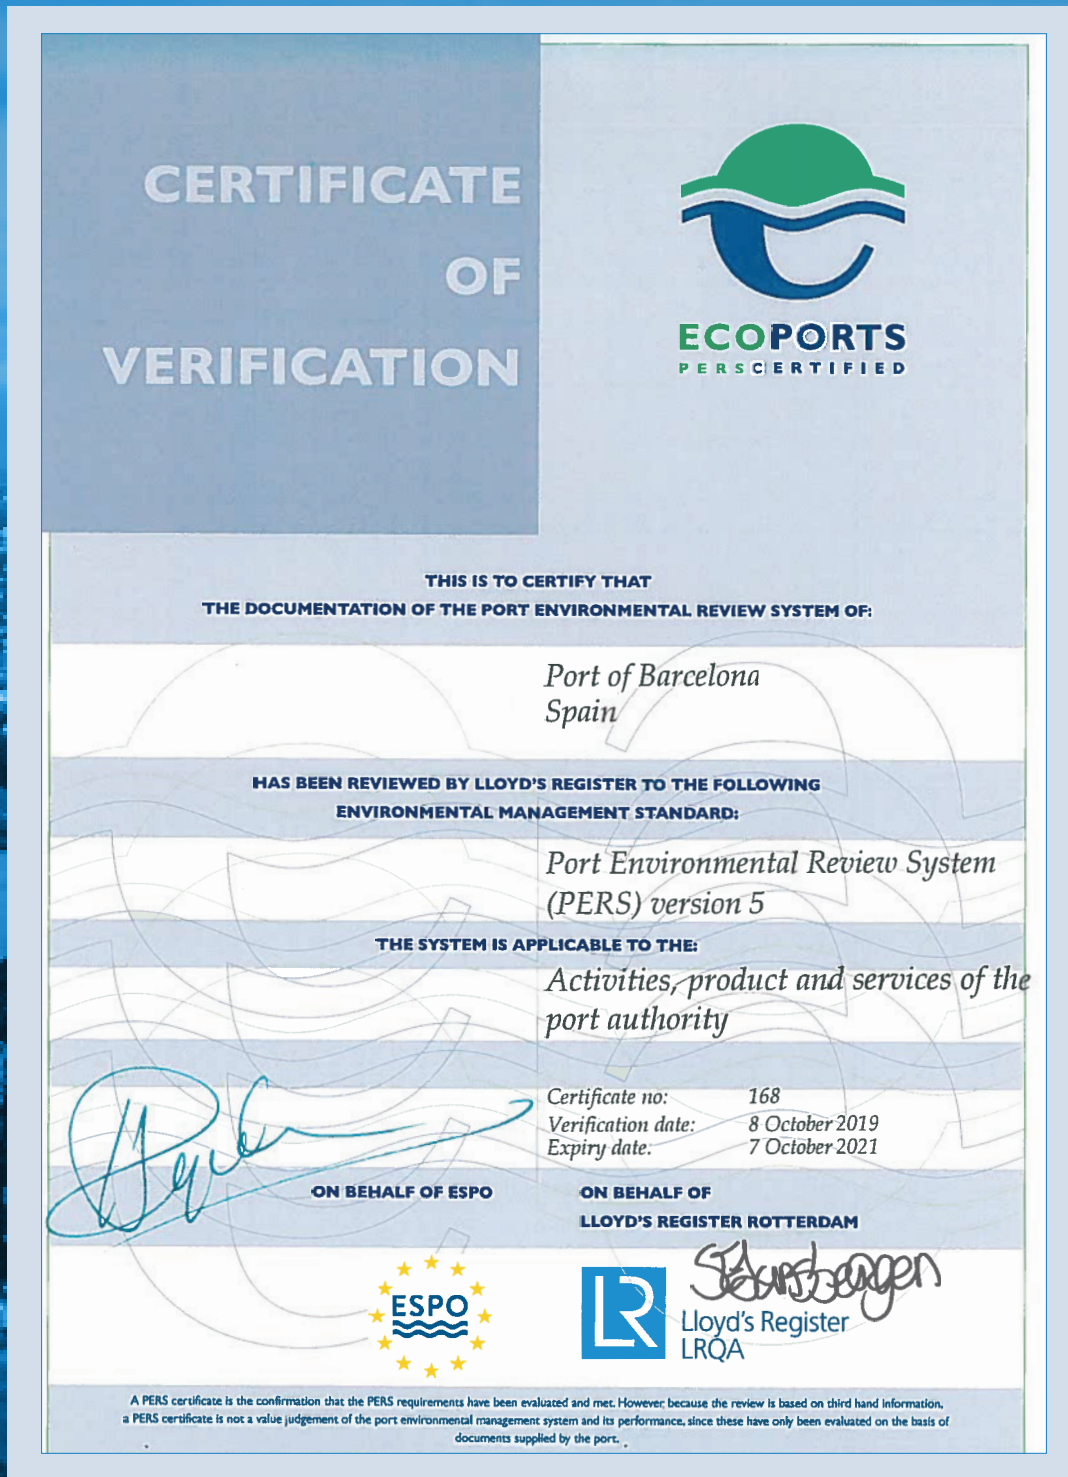 CERTIFICATE
OF
VERIFICATION
ECOPORTS
PERSCERTIFIED
THIS IS TO CERTIFY THAT
THE DOCUMENTATION OF THE PORT ENVIRONMENTAL REVIEW SYSTEM OF:
Port of Barcelona
Spain
HAS BEEN REVIEWED BY LLOYD'S REGISTER TO THE FOLLOWING
ENVIRONMENTAL MANAGEMENT STANDARD:
Port Environmental Review System
(PERS) version 5
THE SYSTEM IS APPLICABLE TO THE:
Activities, product and services of the
port authority
Certificate no: 168
Verification date: 8 October 2019
Expiry date: 7 October 2021
ON BEHALF OF ESPO
ON BEHALF OF
LLOYD'S REGISTER ROTTERDAM
ESPO
LR
Lloyd's Register
LRQA
A PERS certificate is the confirmation that the PERS requirements have been evaluated and met. However, because the review is based on third hand information,
a PERS certificate is not a value judgement of the port environmental management system and its performance, since these have only been evaluated on the basis of
documents supplied by the port.